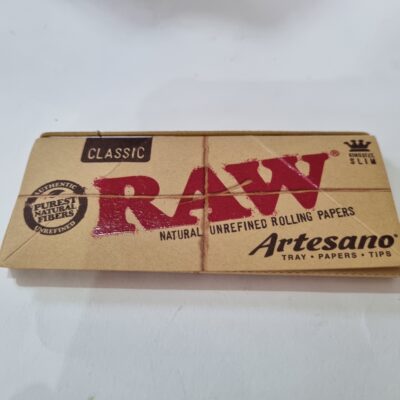 CLASSIC
KING SIZE
SLIM
AUTHENTIC
PUREST
NATURAL
FIBERS
UNREFINED
RAW®
NATURAL UNREFINED ROLLING PAPERS
Artesano®
TRAY • PAPERS • TIPS